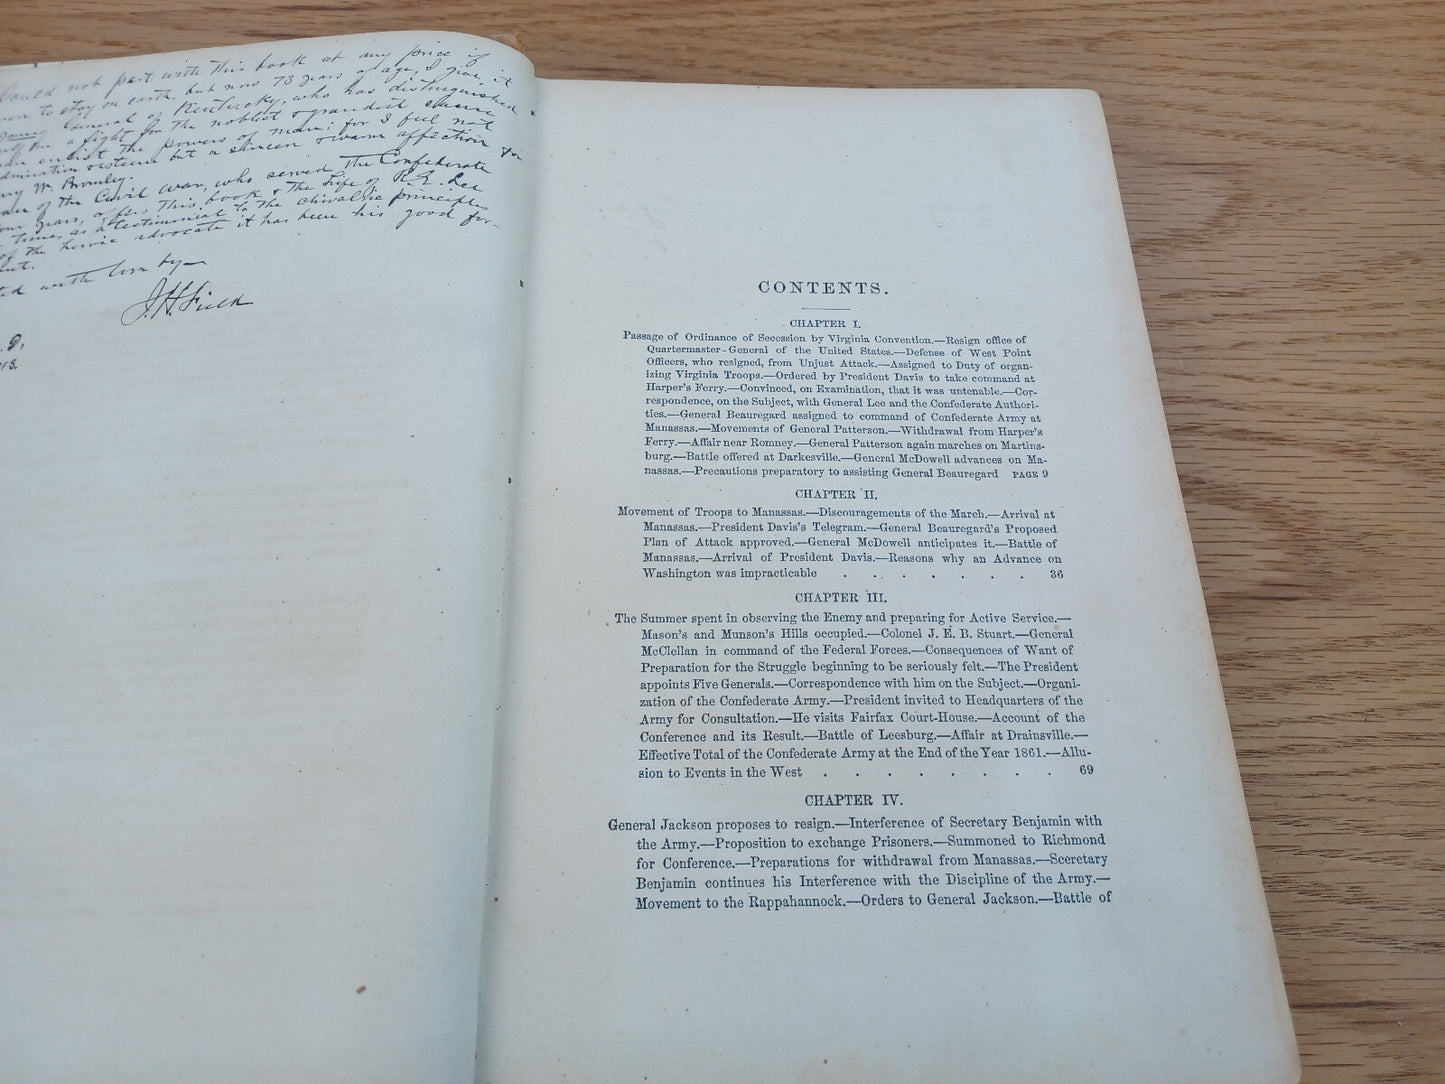 ould not part with this book at any price if
to stay on earth, but now 73 years of age, I give it
General of Kentucky, who has distinguished
for a fight for the noblest & grandest cause
enlist the powers of man; for I feel not
admiration & esteem but a sincere & warm affection for
Wm Bromley.
of the Civil War, who served the Confederate
years, offers this book & the Life of R. E. Lee
time, as a testimonial to the chivalric principles
of the heroic advocate it has been his good for-
with love by—
J. H. Field
CONTENTS.
CHAPTER I.
Passage of Ordinance of Secession by Virginia Convention.—Resign office of
Quartermaster-General of the United States.—Defense of West Point
Officers, who resigned, from Unjust Attack.—Assigned to Duty of organ-
izing Virginia Troops.—Ordered by President Davis to take command at
Harper's Ferry.—Convinced, on Examination, that it was untenable.—Cor-
respondence, on the Subject, with General Lee and the Confederate Authori-
ties.—General Beauregard assigned to command of Confederate Army at
Manassas.—Movements of General Patterson.—Withdrawal from Harper's
Ferry.—Affair near Romney.—General Patterson again marches on Martins-
burg.—Battle offered at Darkesville.—General McDowell advances on Ma-
nassas.—Precautions preparatory to assisting General Beauregard PAGE 9
CHAPTER II.
Movement of Troops to Manassas.—Discouragements of the March.—Arrival at
Manassas.—President Davis's Telegram.—General Beauregard's Proposed
Plan of Attack approved.—General McDowell anticipates it.—Battle of
Manassas.—Arrival of President Davis.—Reasons why an Advance on
Washington was impracticable . . . . . . . 36
CHAPTER III.
The Summer spent in observing the Enemy and preparing for Active Service.—
Mason's and Munson's Hills occupied.—Colonel J. E. B. Stuart.—General
McClellan in command of the Federal Forces.—Consequences of Want of
Preparation for the Struggle beginning to be seriously felt.—The President
appoints Five Generals.—Correspondence with him on the Subject.—Organi-
zation of the Confederate Army.—President invited to Headquarters of the
Army for Consultation.—He visits Fairfax Court-House.—Account of the
Conference and its Result.—Battle of Leesburg.—Affair at Drainsville.—
Effective Total of the Confederate Army at the End of the Year 1861.—Allu-
sion to Events in the West . . . . . . . . 69
CHAPTER IV.
General Jackson proposes to resign.—Interference of Secretary Benjamin with
the Army.—Proposition to exchange Prisoners.—Summoned to Richmond
for Conference.—Preparations for withdrawal from Manassas.—Secretary
Benjamin continues his Interference with the Discipline of the Army.—
Movement to the Rappahannock.—Orders to General Jackson.—Battle of